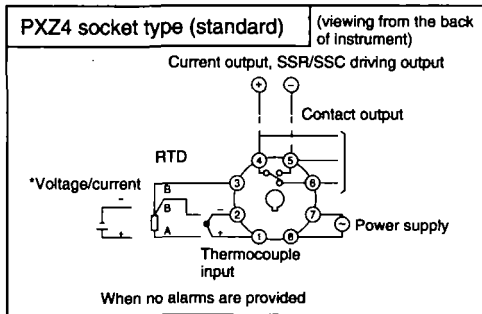 PXZ4 socket type (standard)
(viewing from the back
of instrument)
Current output, SSR/SSC driving output
+ −
Contact output
RTD
4 5
*Voltage/current
B
3 6
− B − 2 7
Power supply
+ A + 1 8
Thermocouple
input
When no alarms are provided